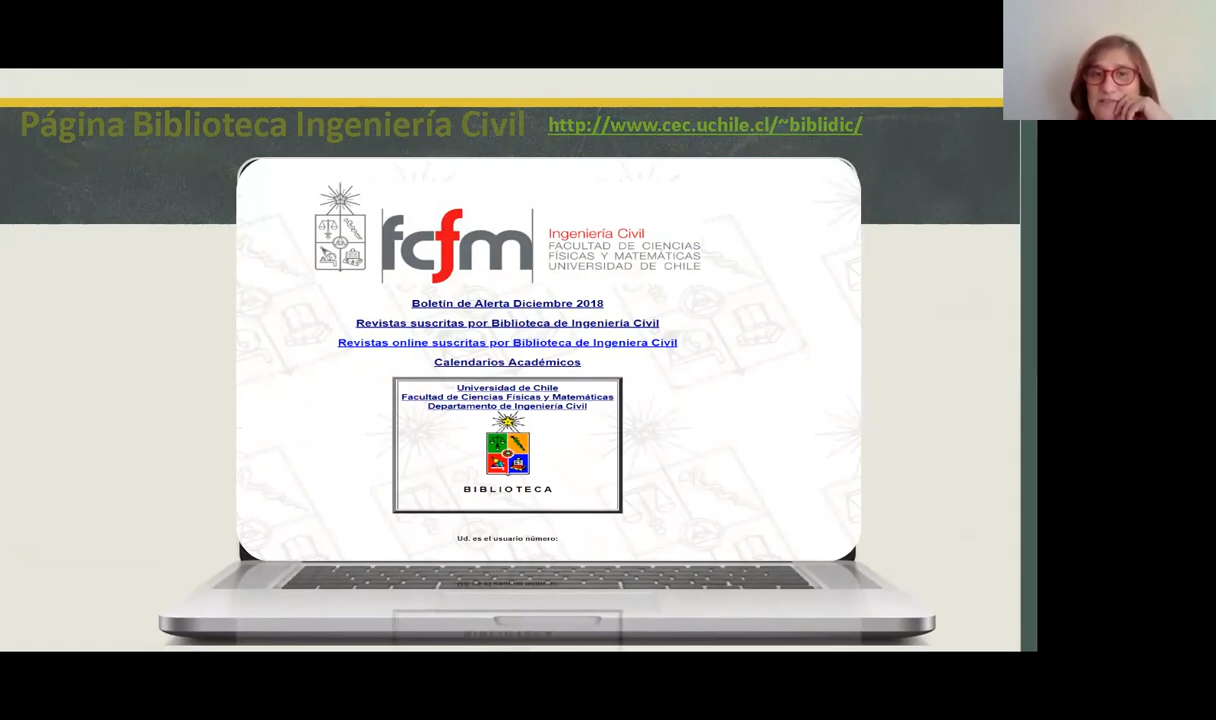 Página Biblioteca Ingeniería Civil http://www.cec.uchile.cl/~biblidic/
fcfm
Ingeniería Civil
FACULTAD DE CIENCIAS
FÍSICAS Y MATEMÁTICAS
UNIVERSIDAD DE CHILE
Boletín de Alerta Diciembre 2018
Revistas suscritas por Biblioteca de Ingeniería Civil
Revistas online suscritas por Biblioteca de Ingeniera Civil
Calendarios Académicos
Universidad de Chile
Facultad de Ciencias Físicas y Matemáticas
Departamento de Ingeniería Civil
BIBLIOTECA
Ud. es el usuario número: